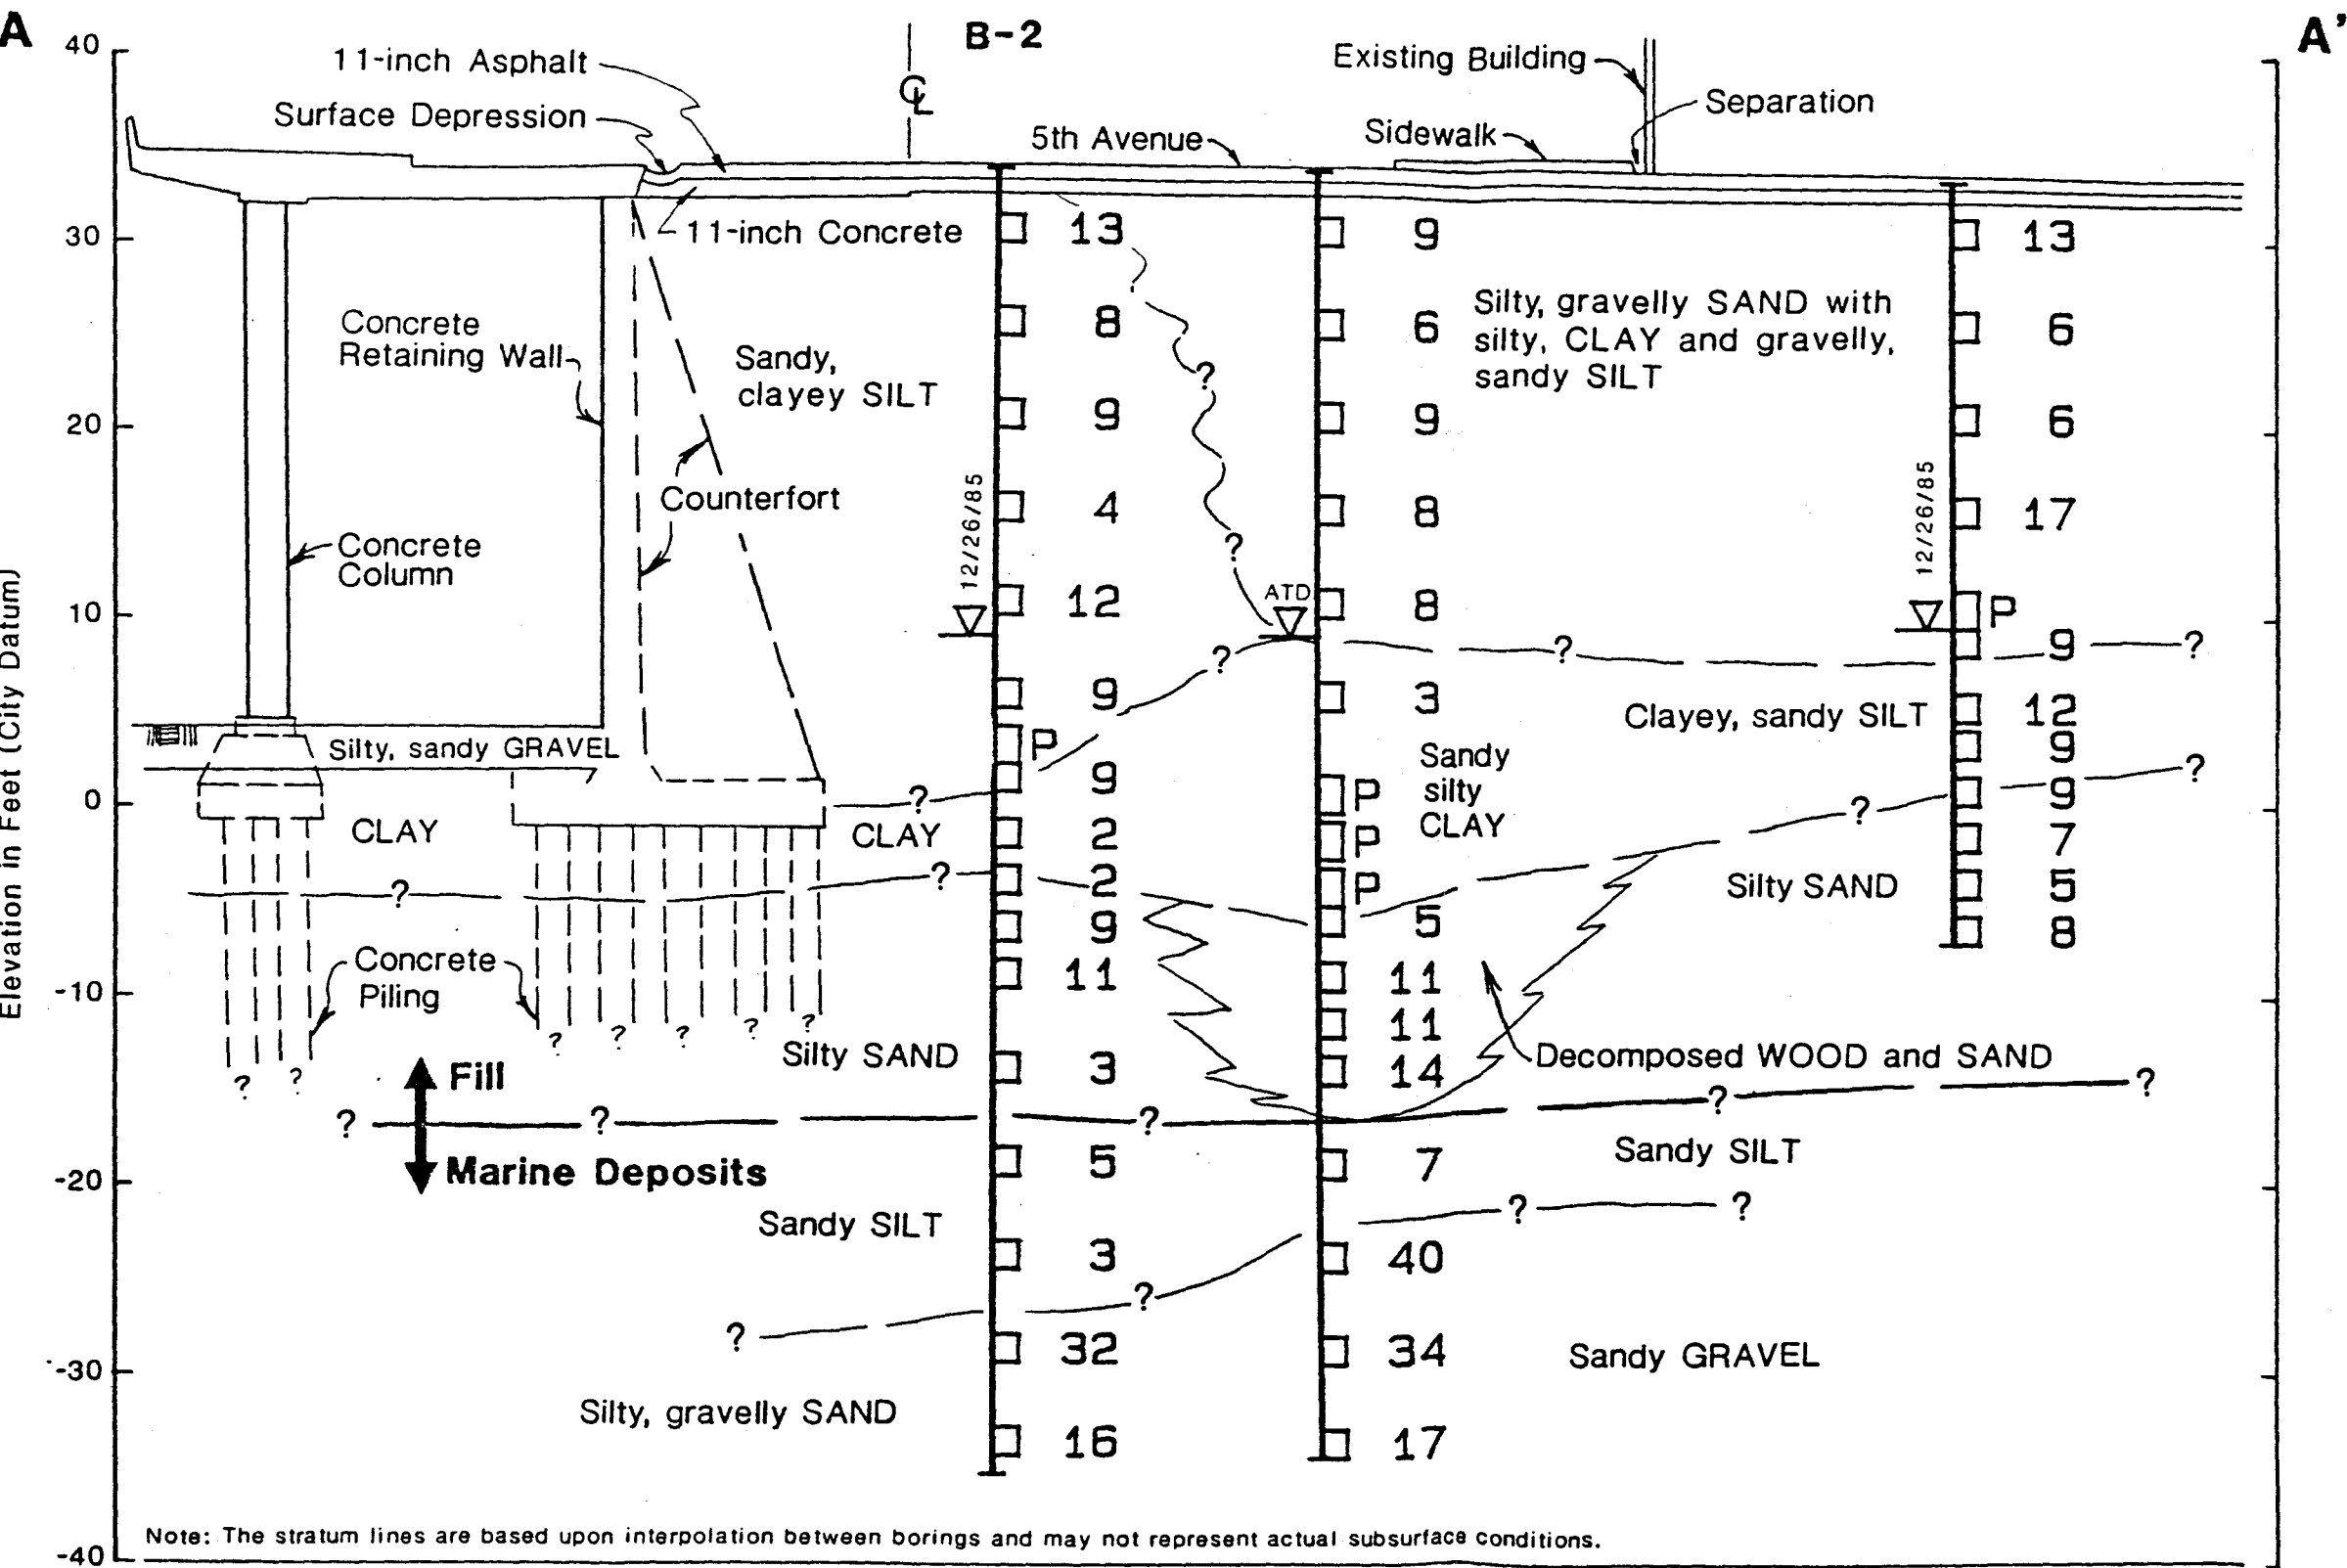 A
A'
40
B-2
11-inch Asphalt
Existing Building
Surface Depression
CL
Separation
5th Avenue
Sidewalk
30
11-inch Concrete
13
9
13
Concrete
Retaining Wall
8
6
Silty, gravelly SAND with
silty, CLAY and gravelly,
sandy SILT
6
Sandy,
clayey SILT
?
20
9
9
6
Counterfort
12/26/85
4
8
12/26/85
17
Concrete
Column
?
10
12
ATD
8
P
9
?
?
?
Elevation in Feet (City Datum)
9
3
Clayey, sandy SILT
12
Silty, sandy GRAVEL
P
9
Sandy
silty
CLAY
9
?
0
?
P
9
?
CLAY
CLAY
2
P
7
?
?
2
P
Silty SAND
5
9
5
8
Concrete
Piling
-10
11
11
11
? ? ? ? ?
Silty SAND
3
14
Decomposed WOOD and SAND
? ?
Fill
? ? ? ? ?
Marine Deposits
5
7
Sandy SILT
-20
Sandy SILT
? ?
3
40
?
?
-30
32
34
Sandy GRAVEL
Silty, gravelly SAND
16
17
Note: The stratum lines are based upon interpolation between borings and may not represent actual subsurface conditions.
-40